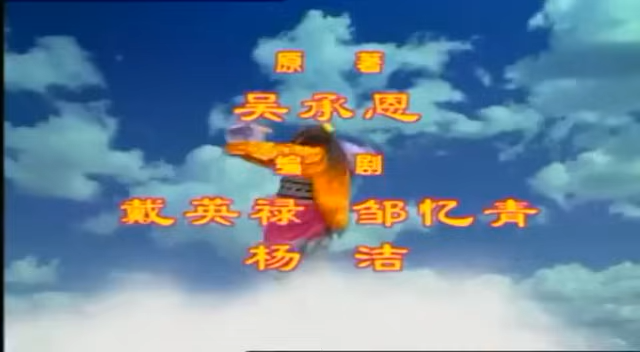 原 著
吴承恩
编 剧
戴英禄 邹忆青
杨 洁